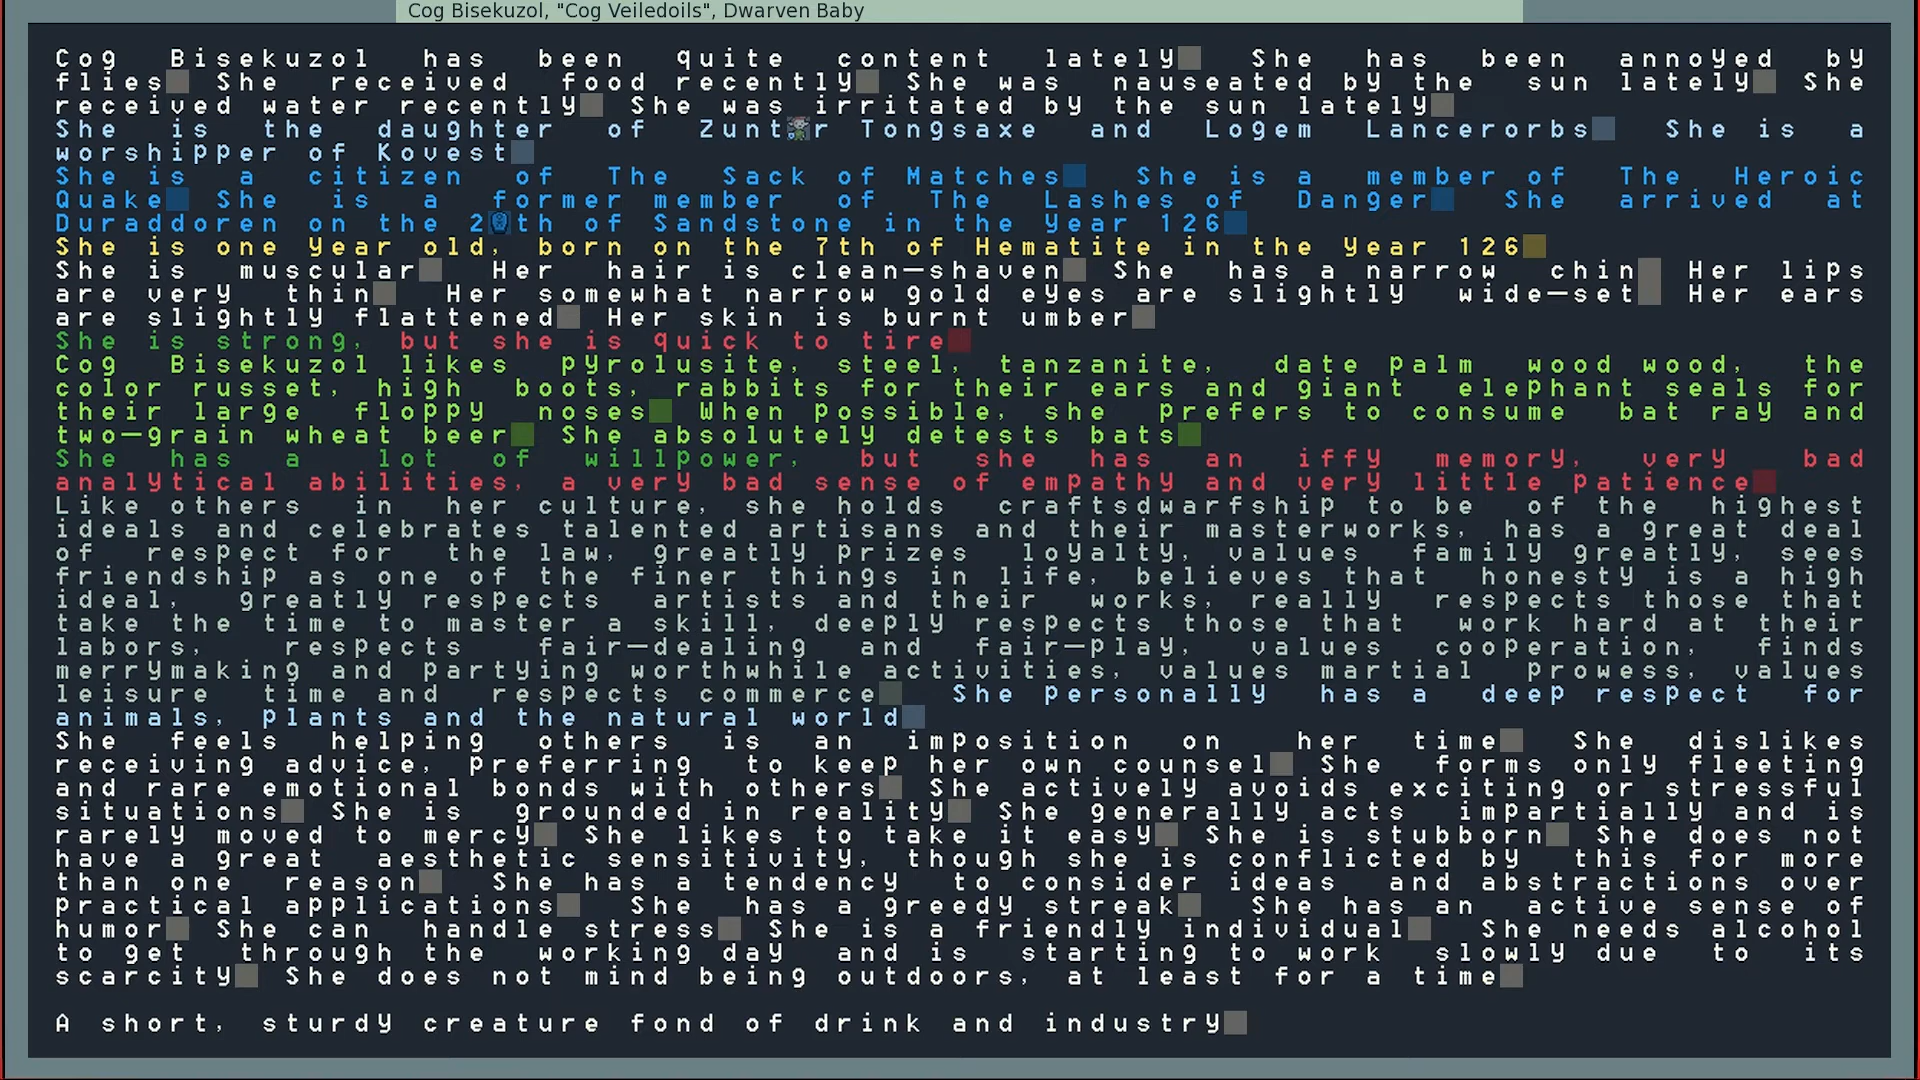 Cog Bisekuzol, "Cog Veiledoils", Dwarven Baby
Cog Bisekuzol has been quite content lately She has been annoyed by
flies She received food recently She was nauseated by the sun lately She
received water recently She was irritated by the sun lately
She is the daughter of Zunt r Tongsaxe and Logem Lancerorbs She is a
worshipper of Kovest
She is a citizen of The Sack of Matches She is a member of The Heroic
Quake She is a former member of The Lashes of Danger She arrived at
Duraddoren on the 2 th of Sandstone in the year 126
She is one year old, born on the 7th of Hematite in the year 126
She is muscular Her hair is clean—shaven She has a narrow chin Her lips
are very thin Her somewhat narrow gold eyes are slightly wide—set Her ears
are slightly flattened Her skin is burnt umber
She is strong, but she is quick to tire
Cog Bisekuzol likes pyrolusite, steel, tanzanite, date palm wood wood, the
color russet, high boots, rabbits for their ears and giant elephant seals for
their large floppy noses When possible, she prefers to consume bat ray and
two—grain wheat beer She absolutely detests bats
She has a lot of willpower, but she has an iffy memory, very bad
analytical abilities, a very bad sense of empathy and very little patience
Like others in her culture, she holds craftsdwarfship to be of the highest
ideals and celebrates talented artisans and their masterworks, has a great deal
of respect for the law, greatly prizes loyalty, values family greatly, sees
friendship as one of the finer things in life, believes that honesty is a high
ideal, greatly respects artists and their works, really respects those that
take the time to master a skill, deeply respects those that work hard at their
labors, respects fair—dealing and fair—play, values cooperation, finds
merrymaking and partying worthwhile activities, values martial prowess, values
leisure time and respects commerce She personally has a deep respect for
animals, plants and the natural world
She feels helping others is an imposition on her time She dislikes
receiving advice, preferring to keep her own counsel She forms only fleeting
and rare emotional bonds with others She actively avoids exciting or stressful
situations She is grounded in reality She generally acts impartially and is
rarely moved to mercy She likes to take it easy She is stubborn She does not
have a great aesthetic sensitivity, though she is conflicted by this for more
than one reason She has a tendency to consider ideas and abstractions over
practical applications She has a greedy streak She has an active sense of
humor She can handle stress She is a friendly individual She needs alcohol
to get through the working day and is starting to work slowly due to its
scarcity She does not mind being outdoors, at least for a time
A short, sturdy creature fond of drink and industry